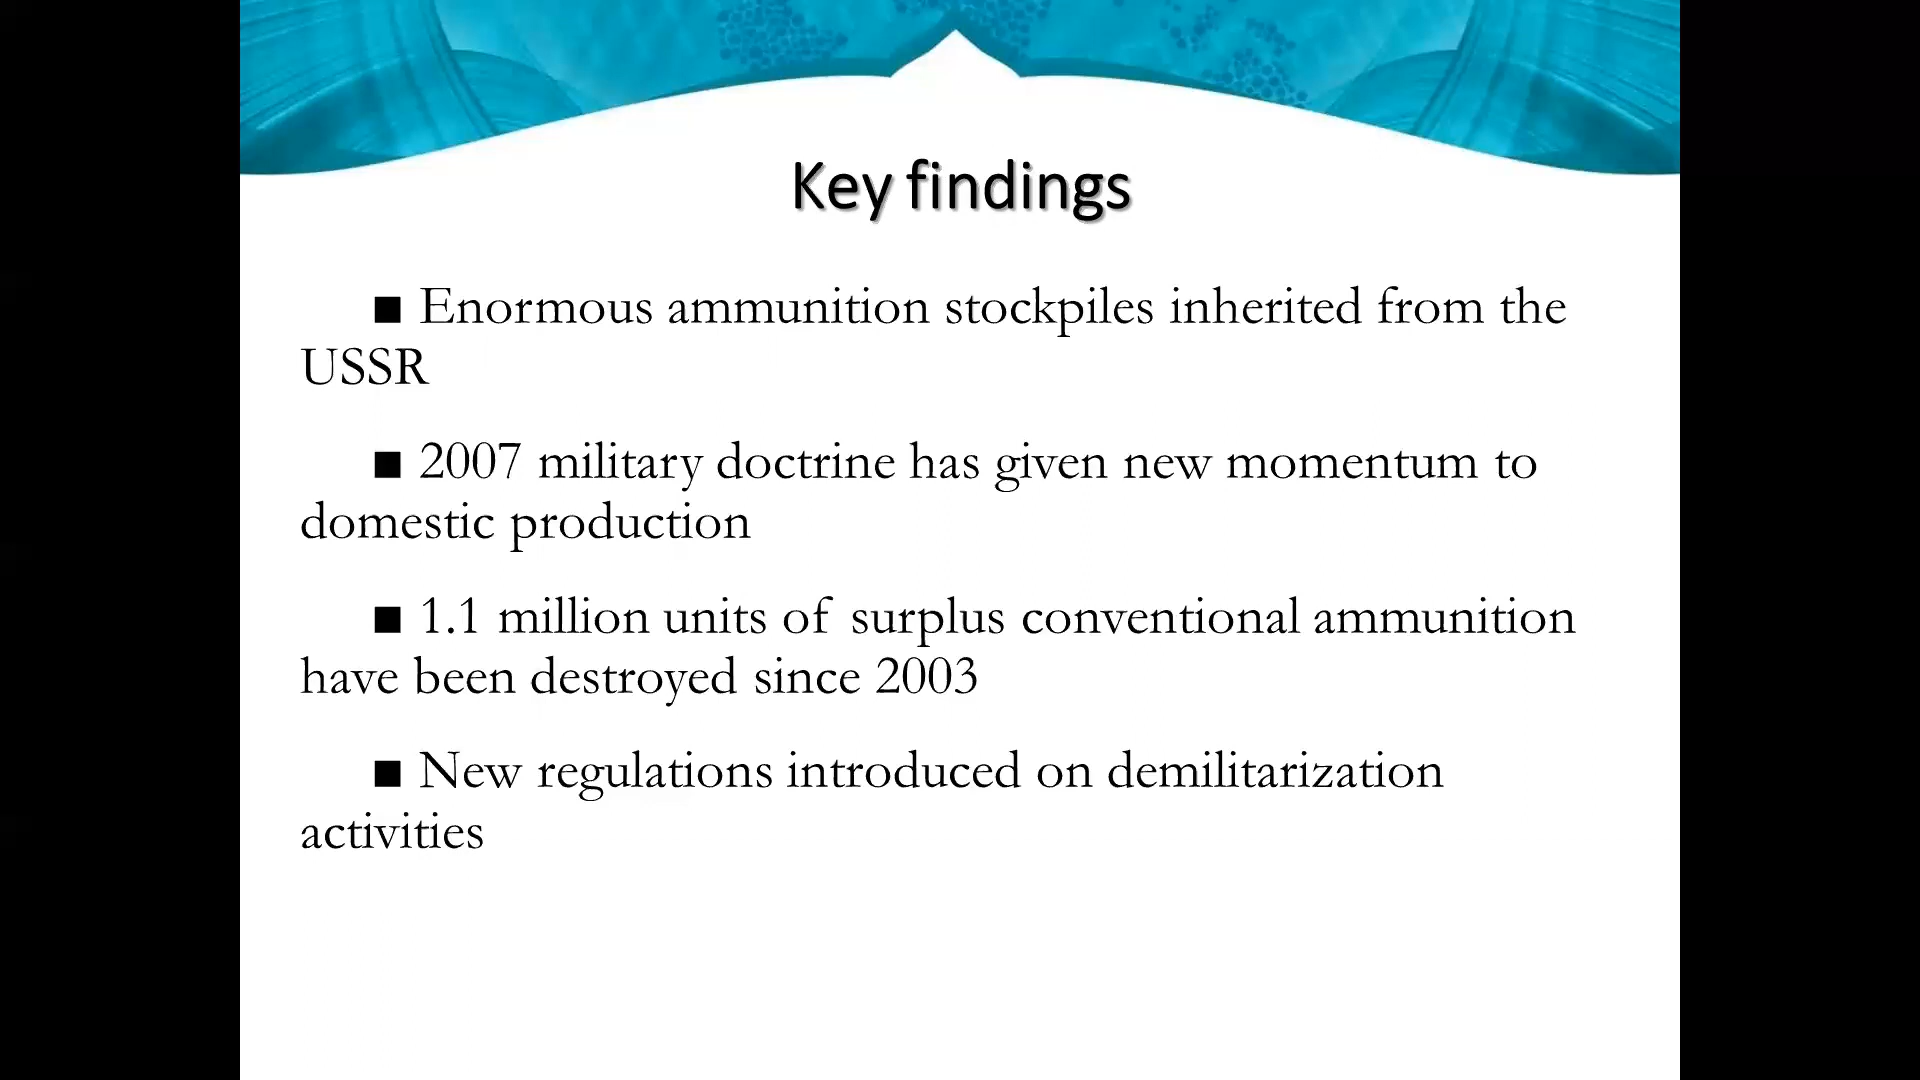 Key findings
■ Enormous ammunition stockpiles inherited from the
USSR
■ 2007 military doctrine has given new momentum to
domestic production
■ 1.1 million units of surplus conventional ammunition
have been destroyed since 2003
■ New regulations introduced on demilitarization
activities